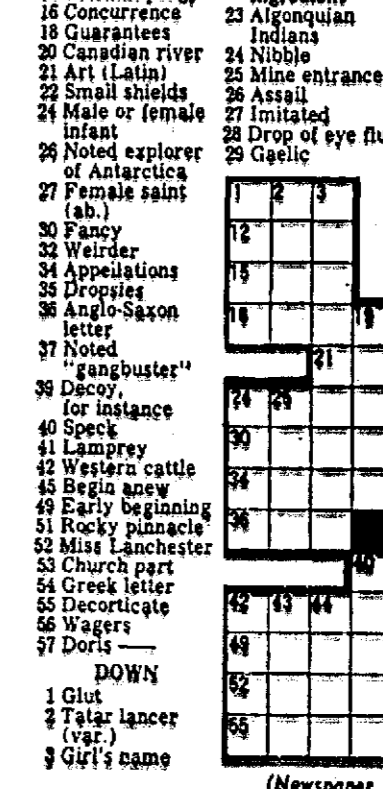 16 Concurrence
18 Guarantees
20 Canadian river
21 Art (Latin)
22 Small shields
24 Male or female
infant
26 Noted explorer
of Antarctica
27 Female saint
(ab.)
30 Fancy
32 Weirder
34 Appellations
35 Dropsies
36 Anglo-Saxon
letter
37 Noted
"gangbuster"
39 Decoy,
for instance
40 Speck
41 Lamprey
42 Western cattle
45 Begin anew
49 Early beginning
51 Rocky pinnacle
52 Miss Lanchester
53 Church part
54 Greek letter
55 Decorticate
56 Wagers
57 Doris —
DOWN
1 Glut
2 Tatar lancer
(var.)
3 Girl's name
23 Algonquian
Indians
24 Nibble
25 Mine entrance
26 Assail
27 Imitated
28 Drop of eye flu
29 Gaelic
1 2 3
12
15
18 19
21
24 25
30
34
36
40
42 43 44
49
52
55
(Newspaper